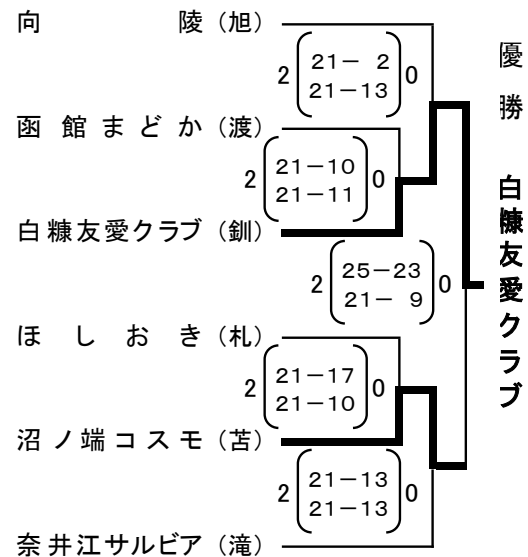 向陵（旭）
2 21－ 2 0
21－13
優勝
函館まどか（渡）
2 21－10 0
21－11
白糠友愛クラブ
白糠友愛クラブ（釧）
2 25－23 0
21－ 9
ほしおき（札）
2 21－17 0
21－10
沼ノ端コスモ（苫）
2 21－13 0
21－13
奈井江サルビア（滝）